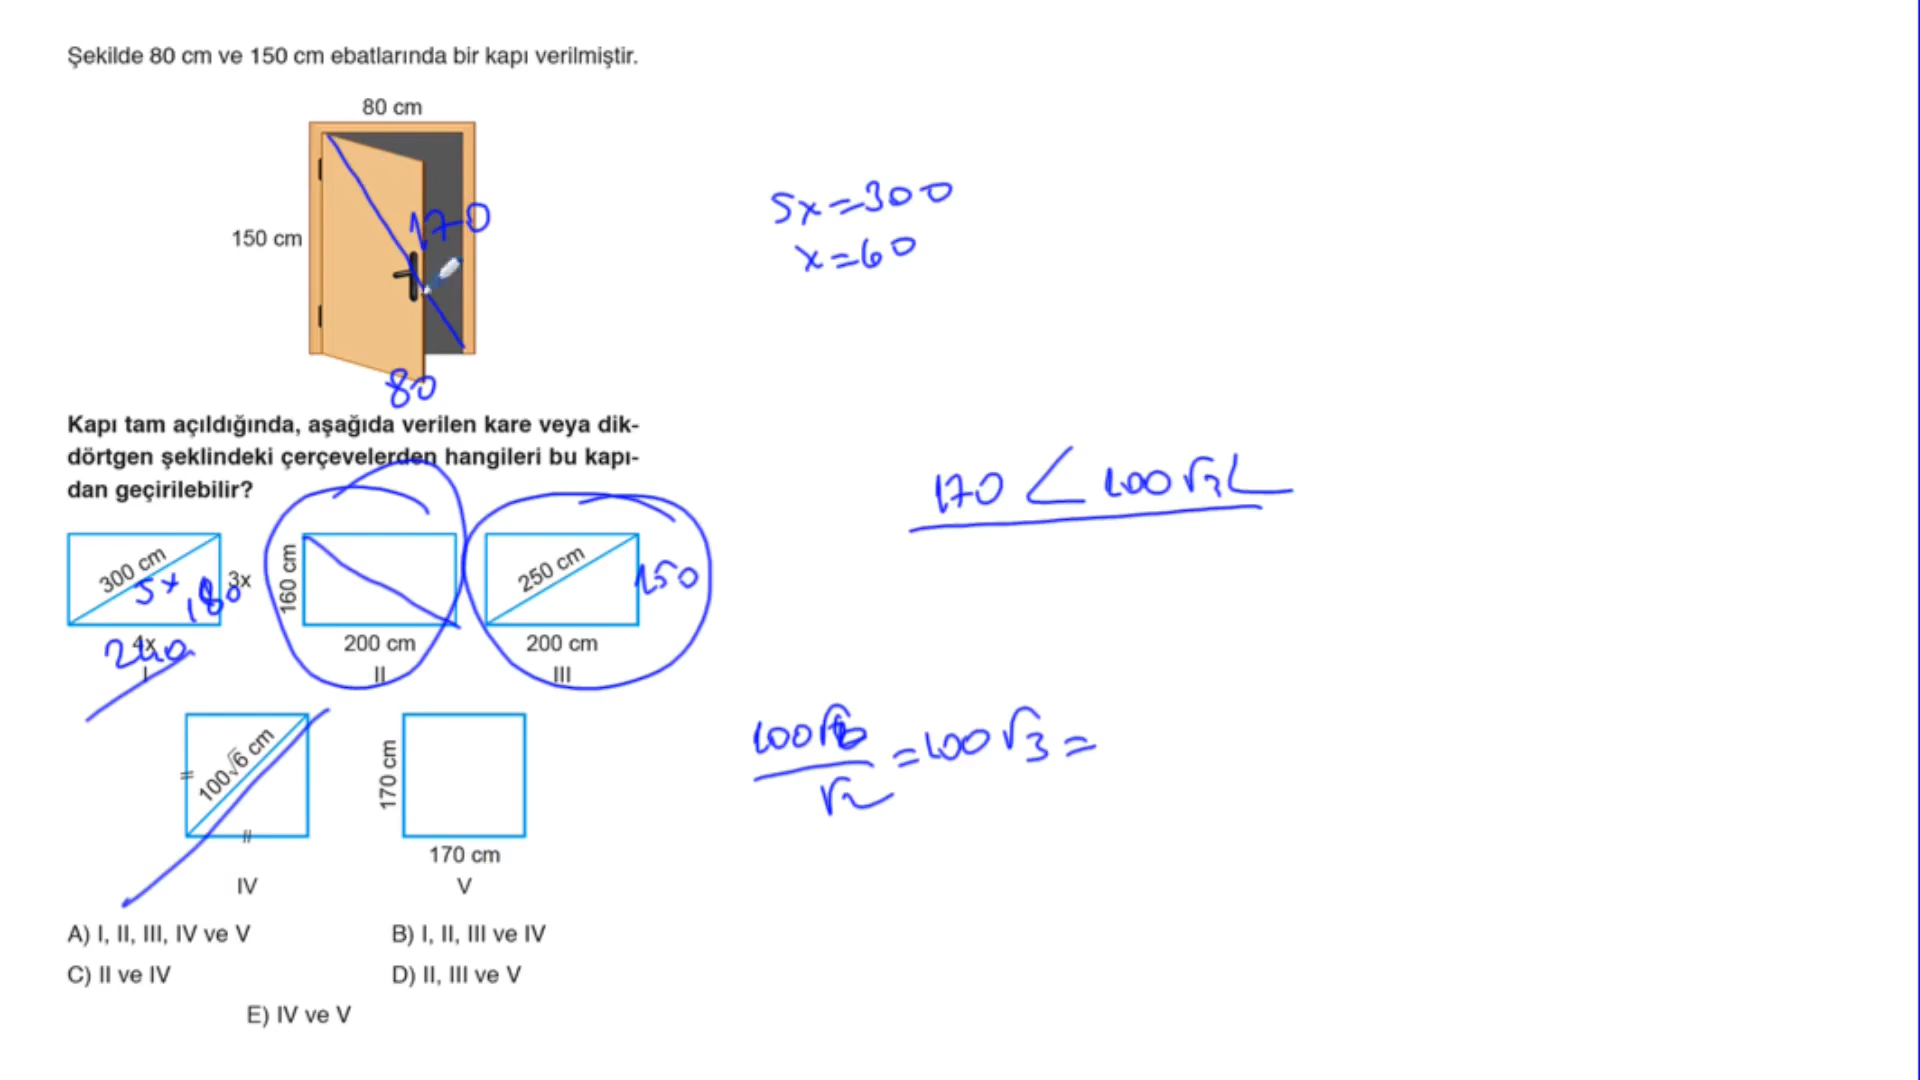 Şekilde 80 cm ve 150 cm ebatlarında bir kapı verilmiştir.
80 cm
150 cm
170
80
5x=300
x=60
Kapı tam açıldığında, aşağıda verilen kare veya dik-
dörtgen şeklindeki çerçevelerden hangileri bu kapı-
dan geçirilebilir?
170 < 100√3
300 cm
5x
180
3x
4x
240
I
160 cm
200 cm
II
250 cm
150
200 cm
III
100√6 cm
IV
170 cm
170 cm
V
100√6
√2
=100√3=
A) I, II, III, IV ve V
B) I, II, III ve IV
C) II ve IV
D) II, III ve V
E) IV ve V